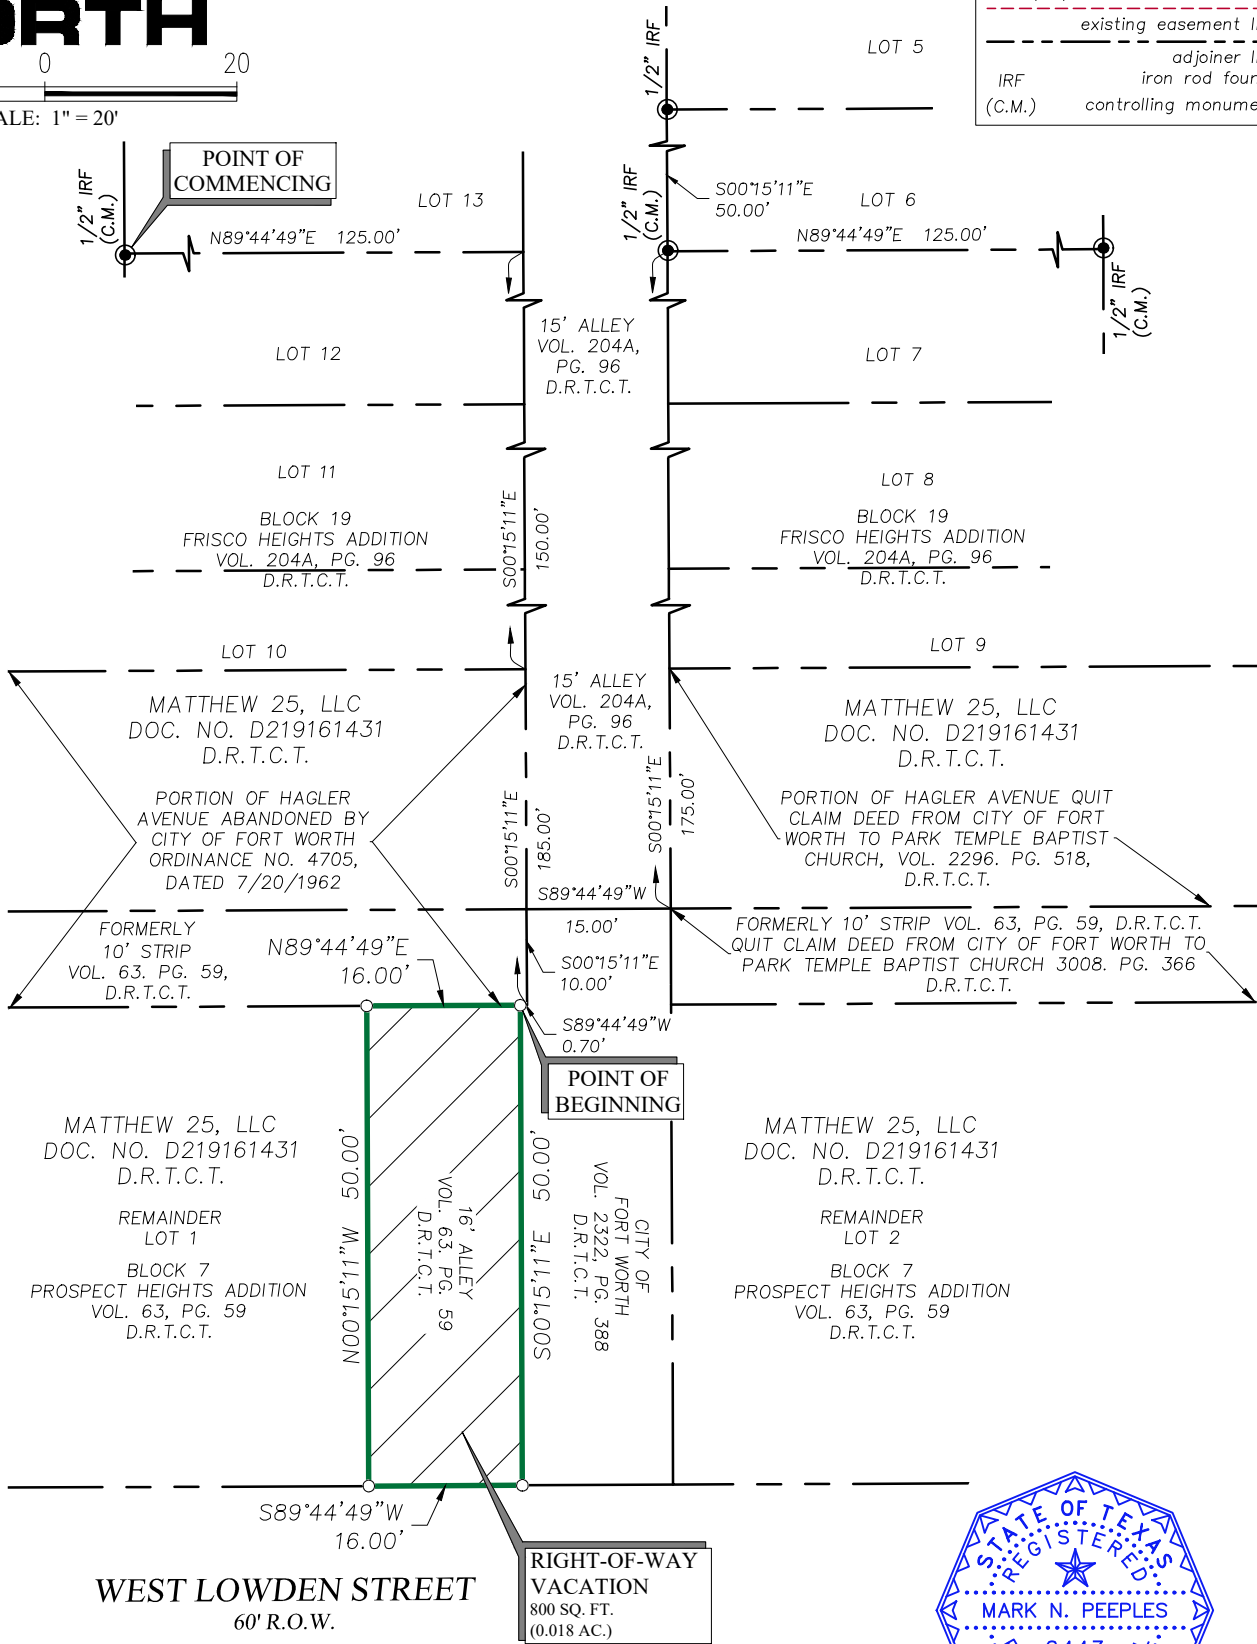 ORTH
0 20
ALE: 1" = 20'
existing easement l
adjoiner l
IRF iron rod foun
(C.M.) controlling monume
1/2" IRF
LOT 5
POINT OF
COMMENCING
1/2" IRF
(C.M.)
LOT 13
N89°44'49"E 125.00'
1/2" IRF
(C.M.)
S00°15'11"E
50.00'
LOT 6
N89°44'49"E 125.00'
1/2" IRF
(C.M.)
15' ALLEY
VOL. 204A,
PG. 96
D.R.T.C.T.
LOT 12
LOT 7
LOT 11
BLOCK 19
FRISCO HEIGHTS ADDITION
VOL. 204A, PG. 96
D.R.T.C.T.
S00°15'11"E
150.00'
LOT 8
BLOCK 19
FRISCO HEIGHTS ADDITION
VOL. 204A, PG. 96
D.R.T.C.T.
LOT 10
LOT 9
MATTHEW 25, LLC
DOC. NO. D219161431
D.R.T.C.T.
15' ALLEY
VOL. 204A,
PG. 96
D.R.T.C.T.
MATTHEW 25, LLC
DOC. NO. D219161431
D.R.T.C.T.
PORTION OF HAGLER
AVENUE ABANDONED BY
CITY OF FORT WORTH
ORDINANCE NO. 4705,
DATED 7/20/1962
S00°15'11"E
185.00'
S00°15'11"E
175.00'
PORTION OF HAGLER AVENUE QUIT
CLAIM DEED FROM CITY OF FORT
WORTH TO PARK TEMPLE BAPTIST
CHURCH, VOL. 2296. PG. 518,
D.R.T.C.T.
S89°44'49"W
15.00'
FORMERLY
10' STRIP
VOL. 63. PG. 59,
D.R.T.C.T.
N89°44'49"E
16.00'
S00°15'11"E
10.00'
FORMERLY 10' STRIP VOL. 63, PG. 59, D.R.T.C.T.
QUIT CLAIM DEED FROM CITY OF FORT WORTH TO
PARK TEMPLE BAPTIST CHURCH 3008. PG. 366
D.R.T.C.T.
S89°44'49"W
0.70'
POINT OF
BEGINNING
MATTHEW 25, LLC
DOC. NO. D219161431
D.R.T.C.T.
REMAINDER
LOT 1
BLOCK 7
PROSPECT HEIGHTS ADDITION
VOL. 63, PG. 59
D.R.T.C.T.
N00°15'11"W 50.00'
16' ALLEY
VOL. 63. PG. 59
D.R.T.C.T.
S00°15'11"E 50.00'
CITY OF
FORT WORTH
VOL. 2322, PG. 388
D.R.T.C.T.
MATTHEW 25, LLC
DOC. NO. D219161431
D.R.T.C.T.
REMAINDER
LOT 2
BLOCK 7
PROSPECT HEIGHTS ADDITION
VOL. 63, PG. 59
D.R.T.C.T.
S89°44'49"W
16.00'
WEST LOWDEN STREET
60' R.O.W.
RIGHT-OF-WAY
VACATION
800 SQ. FT.
(0.018 AC.)
STATE OF TEXAS
REGISTERED
MARK N. PEEPLES